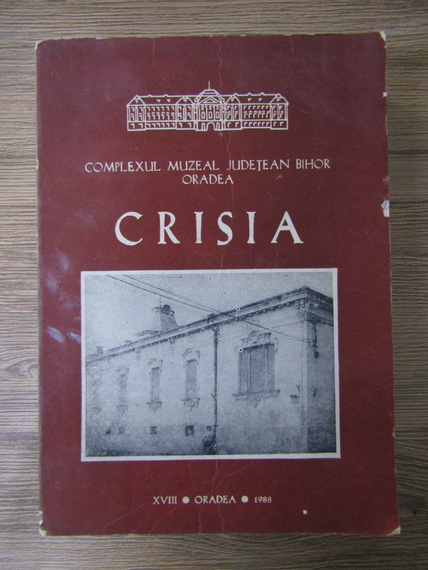 COMPLEXUL MUZEAL JUDEȚEAN BIHOR
ORADEA
CRISIA
XVIII • ORADEA • 1988